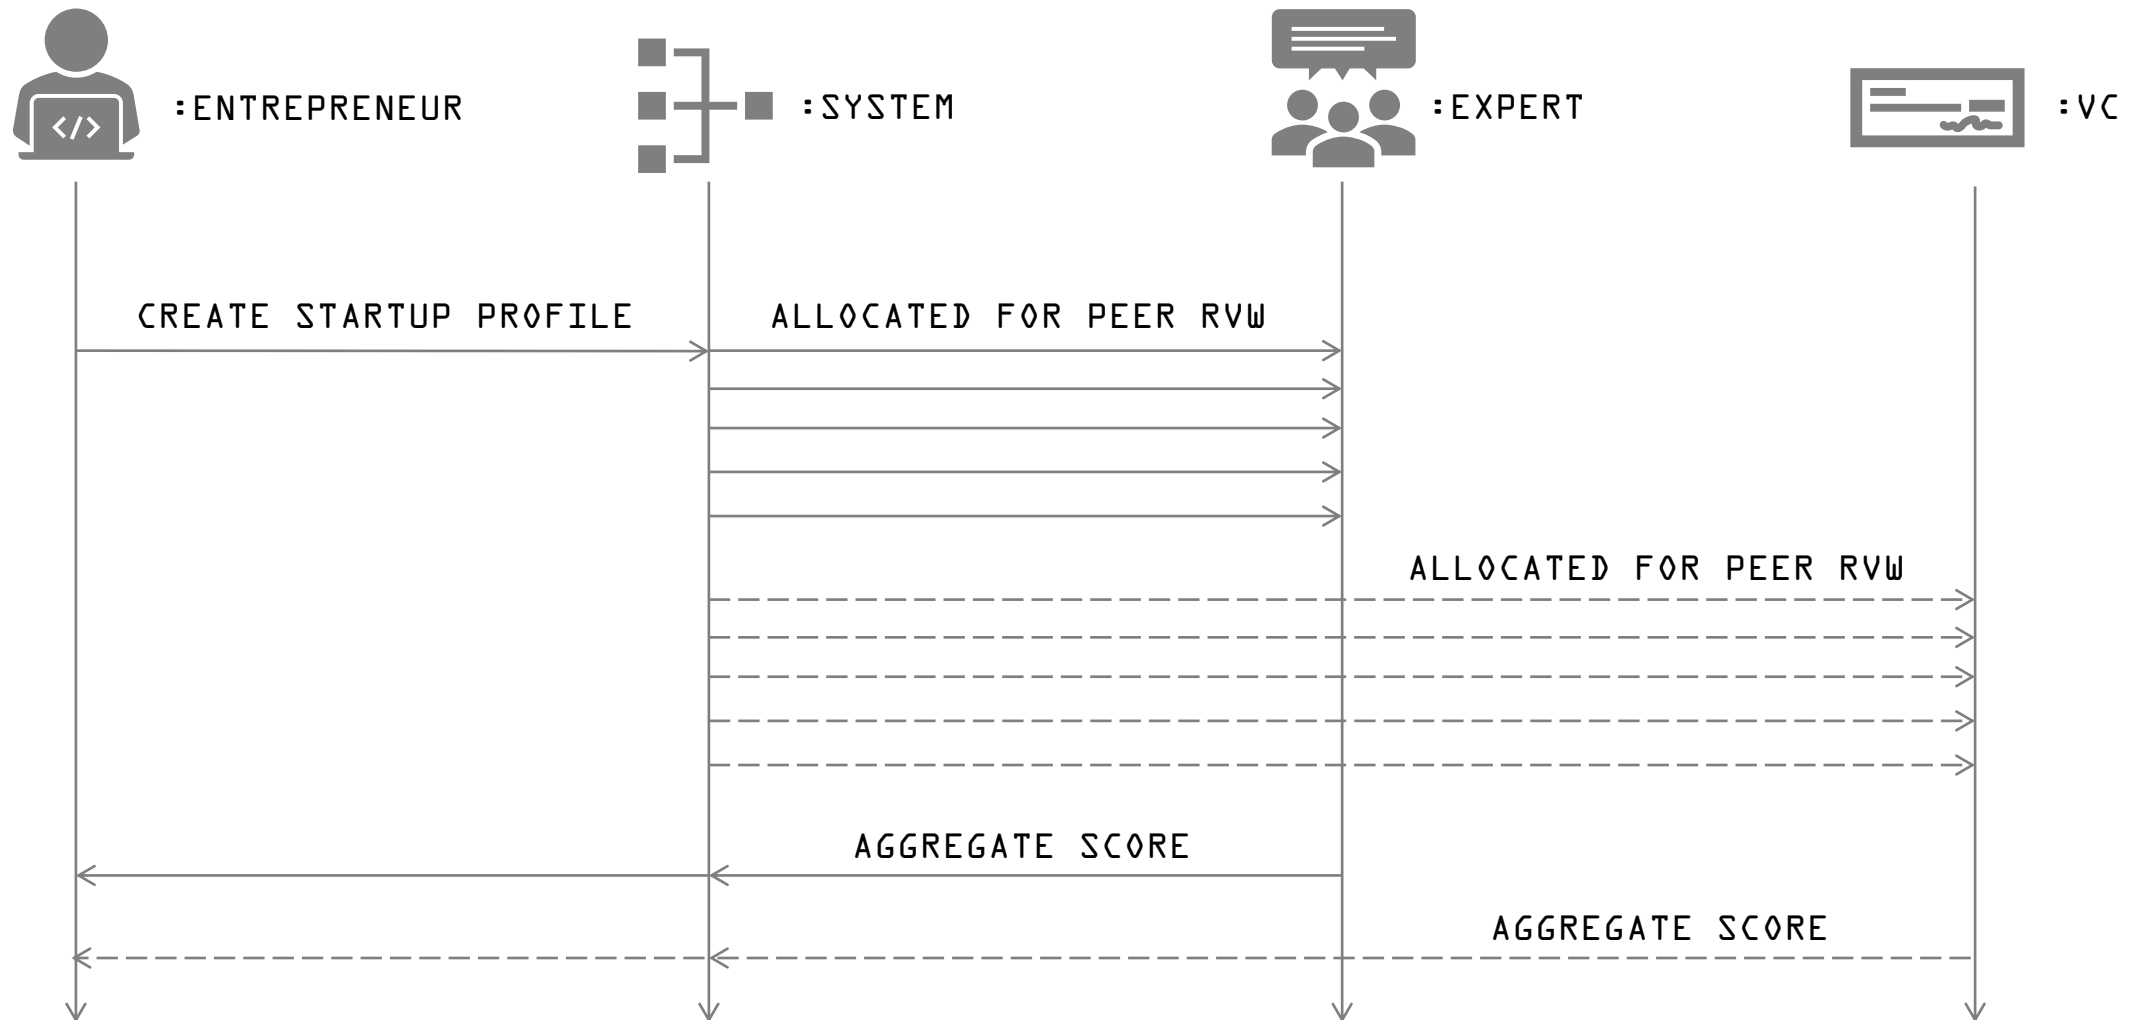 :ENTREPRENEUR
:SYSTEM
:EXPERT
:VC
CREATE STARTUP PROFILE
ALLOCATED FOR PEER RVW
ALLOCATED FOR PEER RVW
AGGREGATE SCORE
AGGREGATE SCORE